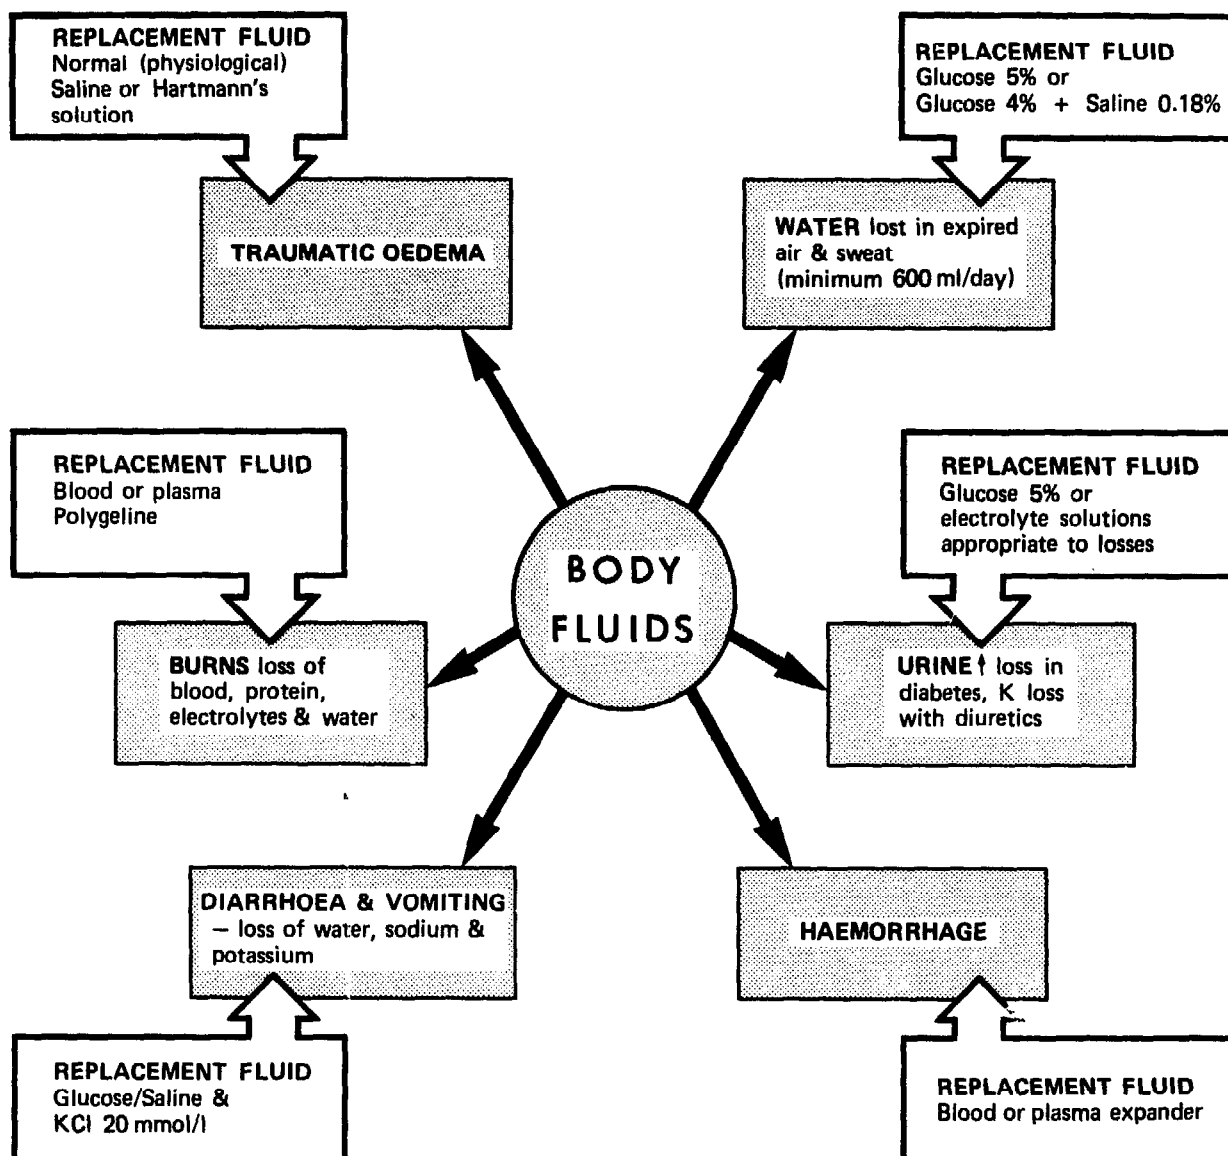 REPLACEMENT FLUID
Normal (physiological)
Saline or Hartmann's
solution
TRAUMATIC OEDEMA
REPLACEMENT FLUID
Glucose 5% or
Glucose 4% + Saline 0.18%
WATER lost in expired
air & sweat
(minimum 600 ml/day)
REPLACEMENT FLUID
Blood or plasma
Polygeline
BURNS loss of
blood, protein,
electrolytes & water
BODY
FLUIDS
REPLACEMENT FLUID
Glucose 5% or
electrolyte solutions
appropriate to losses
URINE ↑ loss in
diabetes, K loss
with diuretics
DIARRHOEA & VOMITING
— loss of water, sodium &
potassium
REPLACEMENT FLUID
Glucose/Saline &
KCl 20 mmol/l
HAEMORRHAGE
REPLACEMENT FLUID
Blood or plasma expander